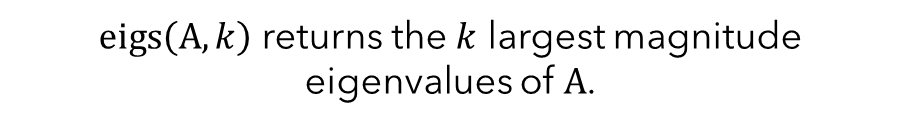 eigs(A, k) returns the k largest magnitude
eigenvalues of A.